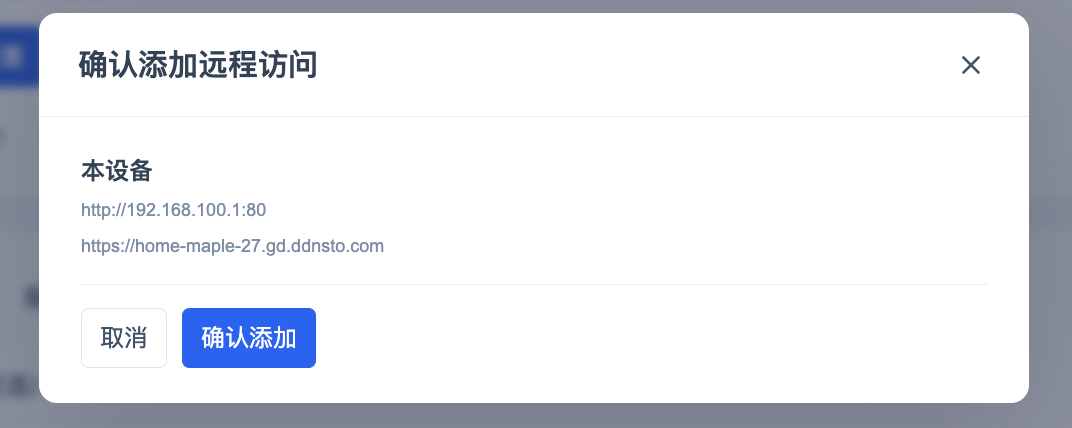 确认添加远程访问
本设备
http://192.168.100.1:80
https://home-maple-27.gd.ddnsto.com
取消
确认添加